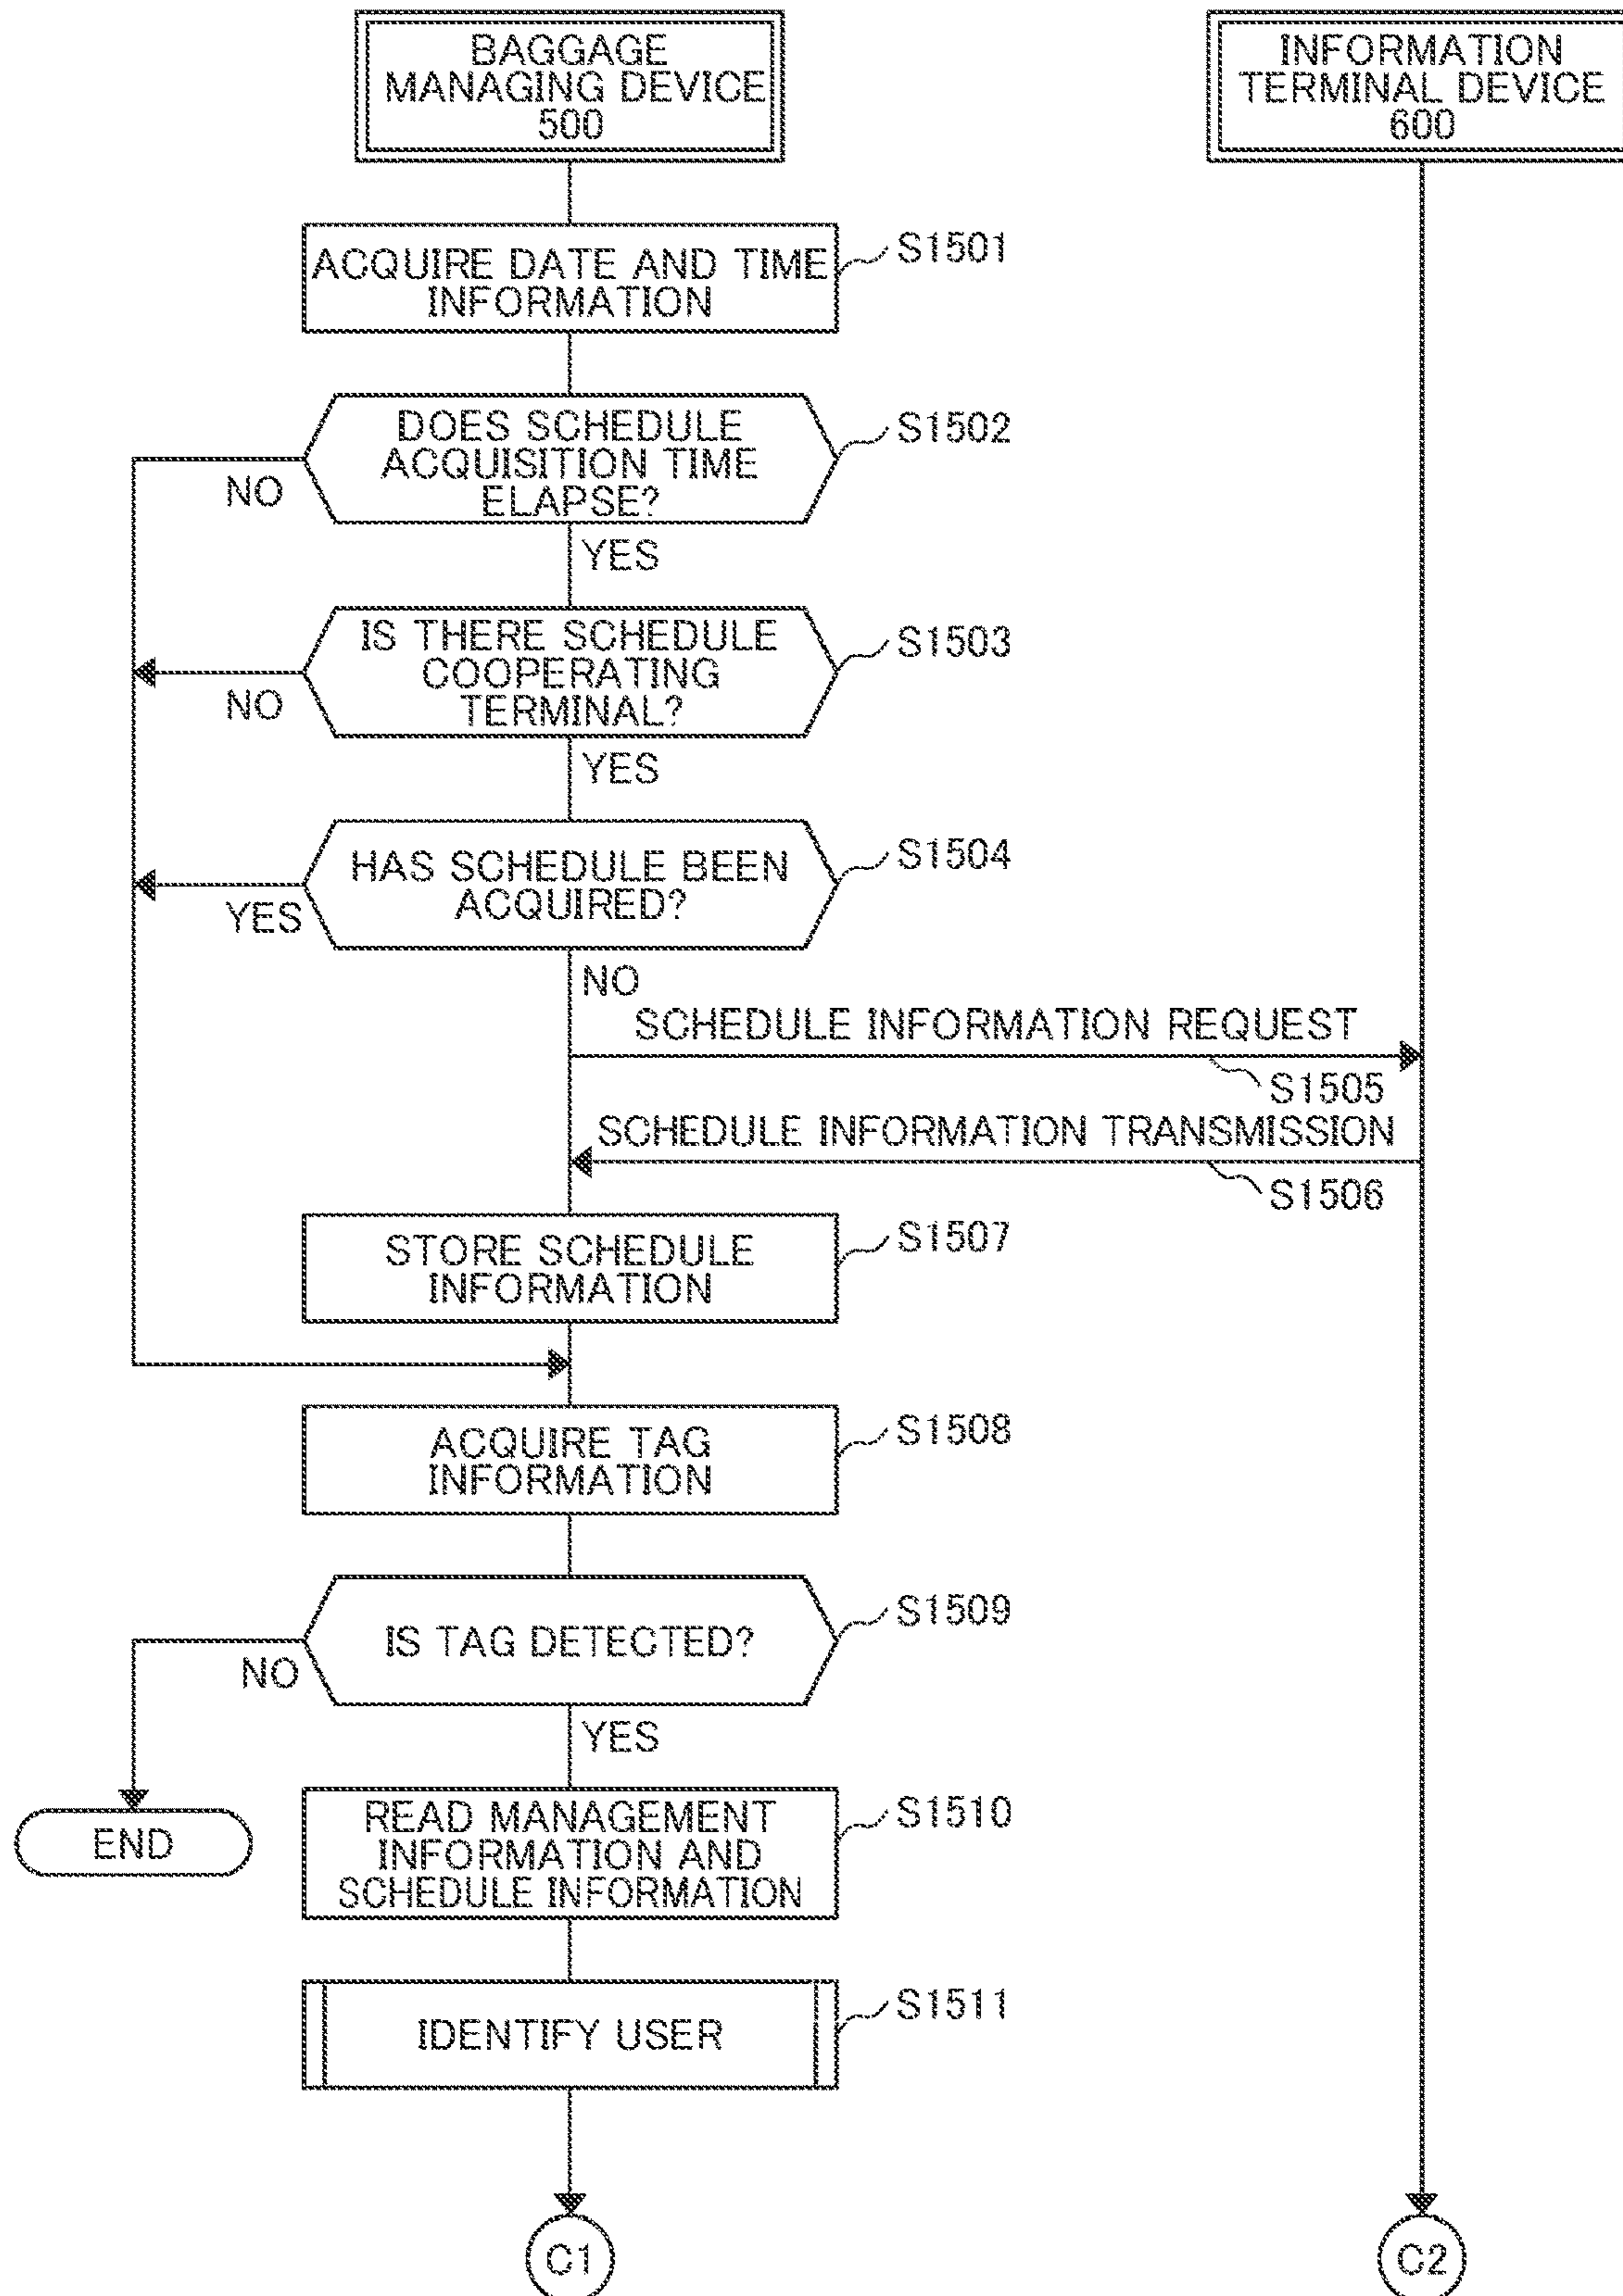 BAGGAGE
MANAGING DEVICE
500
INFORMATION
TERMINAL DEVICE
600
ACQUIRE DATE AND TIME
INFORMATION
S1501
DOES SCHEDULE
ACQUISITION TIME
ELAPSE?
S1502
NO
YES
IS THERE SCHEDULE
COOPERATING
TERMINAL?
S1503
NO
YES
HAS SCHEDULE BEEN
ACQUIRED?
S1504
YES
NO
SCHEDULE INFORMATION REQUEST
S1505
SCHEDULE INFORMATION TRANSMISSION
S1506
STORE SCHEDULE
INFORMATION
S1507
ACQUIRE TAG
INFORMATION
S1508
IS TAG DETECTED?
S1509
NO
YES
END
READ MANAGEMENT
INFORMATION AND
SCHEDULE INFORMATION
S1510
IDENTIFY USER
S1511
C1
C2